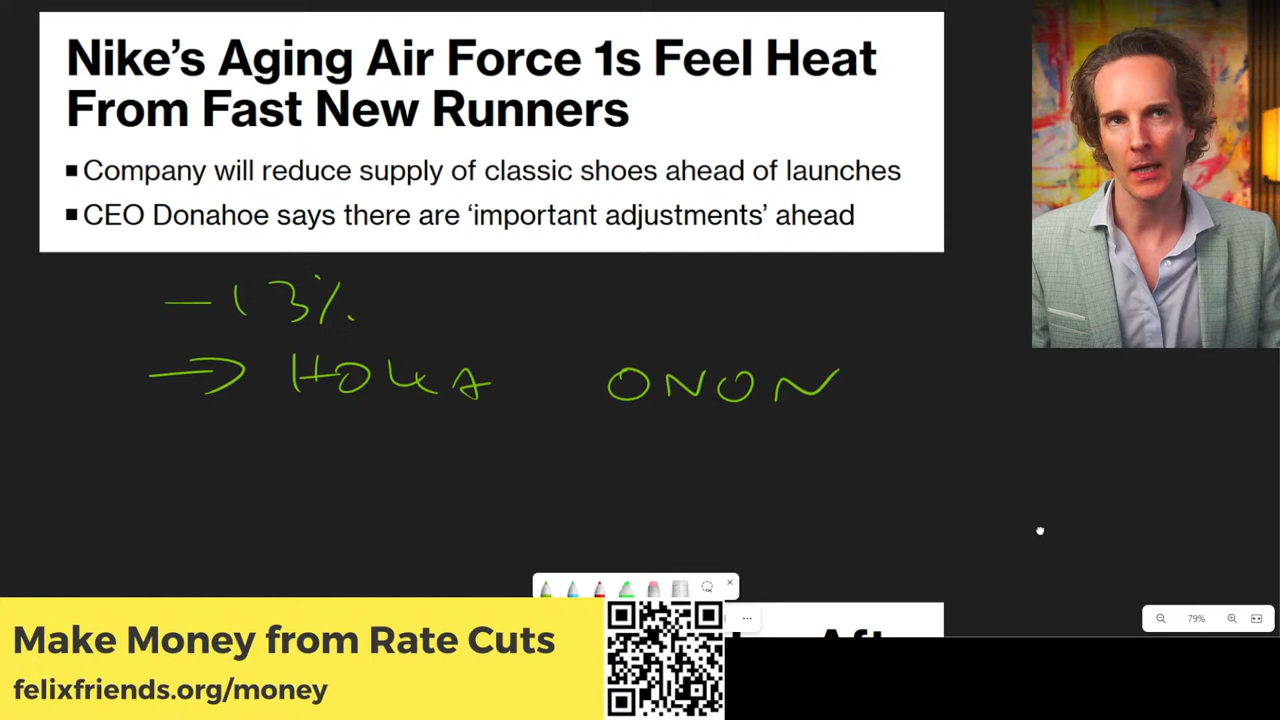 Nike's Aging Air Force 1s Feel Heat
From Fast New Runners
▪ Company will reduce supply of classic shoes ahead of launches
▪ CEO Donahoe says there are ‘important adjustments’ ahead
-13%
→ HOKA ONON
79%
Make Money from Rate Cuts
felixfriends.org/money